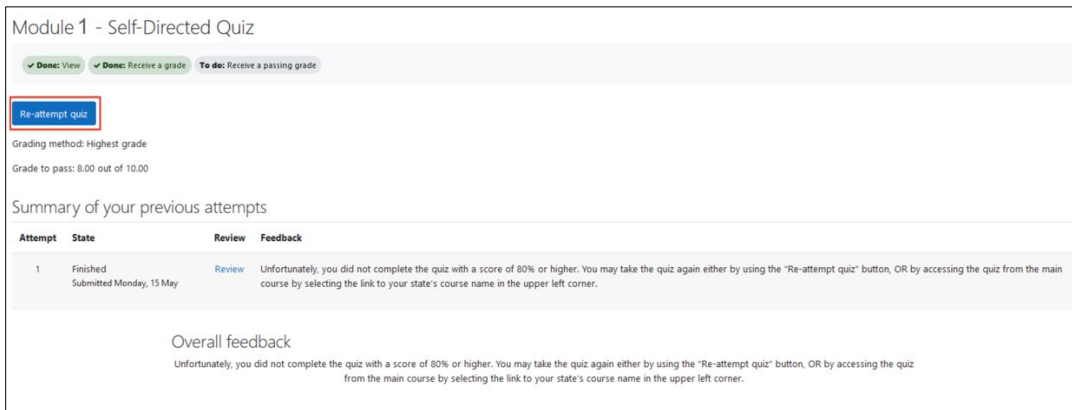 Module 1 - Self-Directed Quiz
✔ Done: View ✔ Done: Receive a grade To do: Receive a passing grade
Re-attempt quiz
Grading method: Highest grade
Grade to pass: 8.00 out of 10.00
Summary of your previous attempts
Attempt State Review Feedback
1 Finished Review Unfortunately, you did not complete the quiz with a score of 80% or higher. You may take the quiz again either by using the "Re-attempt quiz" button, OR by accessing the quiz from the main
Submitted Monday, 15 May course by selecting the link to your state's course name in the upper left corner.
Overall feedback
Unfortunately, you did not complete the quiz with a score of 80% or higher. You may take the quiz again either by using the "Re-attempt quiz" button, OR by accessing the quiz
from the main course by selecting the link to your state's course name in the upper left corner.